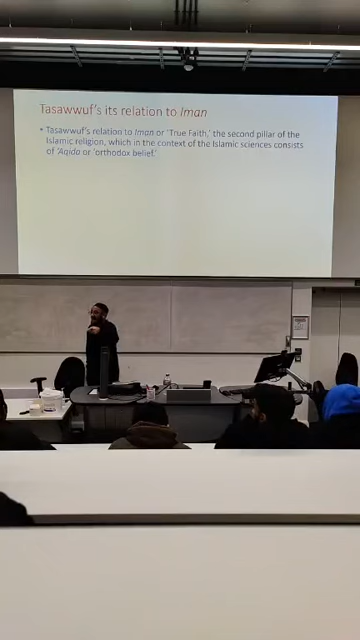 Tasawwuf's its relation to Iman
• Tasawwuf's relation to Iman or 'True Faith,' the second pillar of the
Islamic religion, which in the context of the Islamic sciences consists
of 'Aqida or 'orthodox belief.'